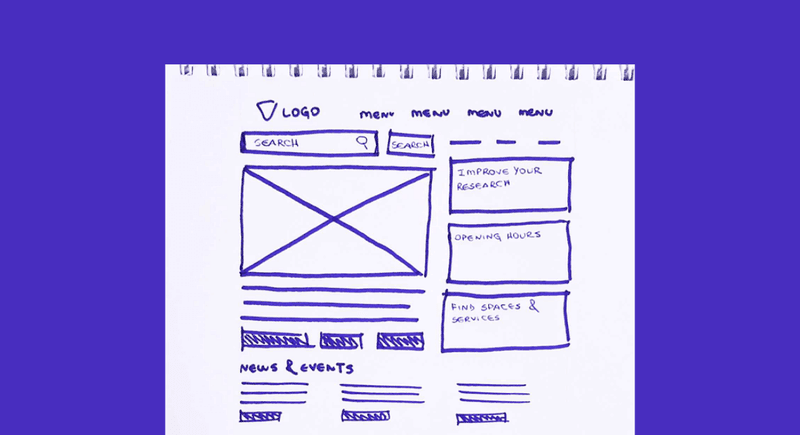 LOGO
MENU MENU MENU MENU
SEARCH
SEARCH
IMPROVE YOUR
RESEARCH
OPENING HOURS
FIND SPACES &
SERVICES
NEWS & EVENTS